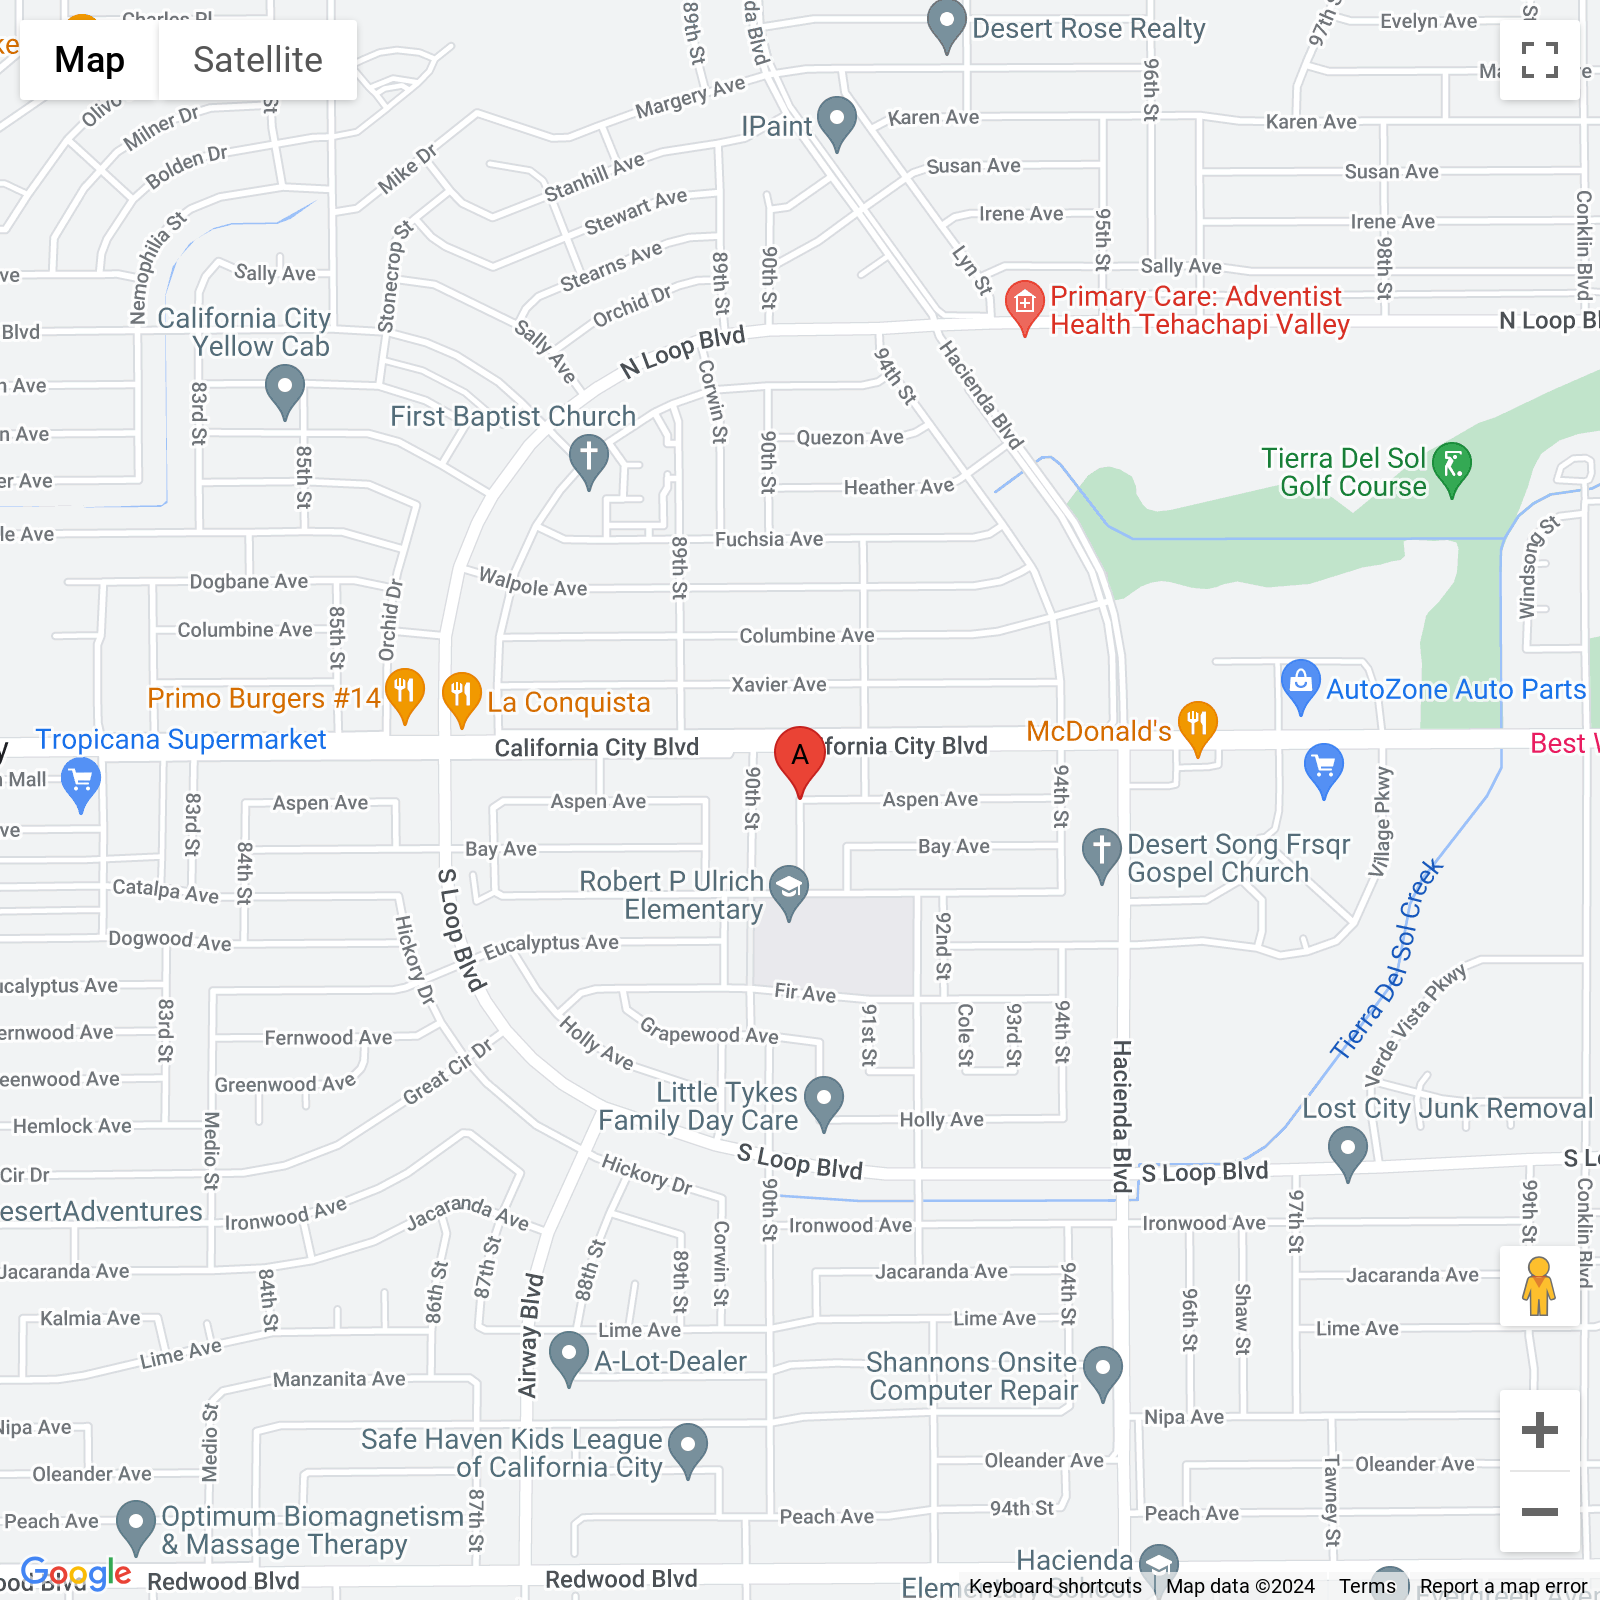 Charles Pl
Map
Satellite
Olivo
Milner Dr
Bolden Dr
Mike Dr
Margery Ave
89th St
da Blvd
Desert Rose Realty
97th St
Evelyn Ave
96th St
IPaint
Karen Ave
Karen Ave
Susan Ave
Susan Ave
Stanhill Ave
Stewart Ave
Stearns Ave
Orchid Dr
Irene Ave
Irene Ave
95th St
98th St
Conklin Blvd
Nemophilia St
Sally Ave
Stonecrop St
89th St
90th St
Lyn St
Sally Ave
Primary Care: Adventist
Health Tehachapi Valley
California City
Yellow Cab
Blvd
Sally Ave
N Loop Blvd
N Loop Bl
Hacienda Blvd
94th St
Corwin St
83rd St
85th St
First Baptist Church
Quezon Ave
90th St
Heather Ave
Tierra Del Sol
Golf Course
le Ave
Fuchsia Ave
89th St
Windsong St
Dogbane Ave
Walpole Ave
Orchid Dr
85th St
Columbine Ave
Columbine Ave
Primo Burgers #14
La Conquista
Xavier Ave
AutoZone Auto Parts
McDonald's
Tropicana Supermarket
California City Blvd
A
fornia City Blvd
Best W
Mall
83rd St
Aspen Ave
Aspen Ave
90th St
Aspen Ave
94th St
Village Pkwy
84th St
Bay Ave
Bay Ave
Desert Song Frsqr
Gospel Church
Catalpa Ave
S Loop Blvd
Robert P Ulrich
Elementary
Tierra Del Sol Creek
Dogwood Ave
Hickory Dr
Eucalyptus Ave
92nd St
ucalyptus Ave
Fir Ave
Verde Vista Pkwy
83rd St
ernwood Ave
Fernwood Ave
Holly Ave
Grapewood Ave
91st St
Cole St
93rd St
94th St
Great Cir Dr
eenwood Ave
Greenwood Ave
Hacienda Blvd
Little Tykes
Family Day Care
Holly Ave
Lost City Junk Removal
Hemlock Ave
Medio St
Cir Dr
Hickory Dr
S Loop Blvd
S Loop Blvd
S Lo
esertAdventures
Ironwood Ave
Jacaranda Ave
90th St
Ironwood Ave
Ironwood Ave
97th St
99th St
Conklin Blvd
Jacaranda Ave
84th St
86th St
87th St
88th St
89th St
Corwin St
Jacaranda Ave
94th St
Jacaranda Ave
Kalmia Ave
Lime Ave
Airway Blvd
Lime Ave
Lime Ave
96th St
Shaw St
Lime Ave
A-Lot-Dealer
Shannons Onsite
Computer Repair
Manzanita Ave
Medio St
Nipa Ave
Nipa Ave
Safe Haven Kids League
of California City
Oleander Ave
Oleander Ave
Oleander Ave
Tawney St
87th St
94th St
Peach Ave
Peach Ave
Peach Ave
Optimum Biomagnetism
& Massage Therapy
Hacienda
Google
Redwood Blvd
Redwood Blvd
Keyboard shortcuts
Map data ©2024
Terms
Report a map error